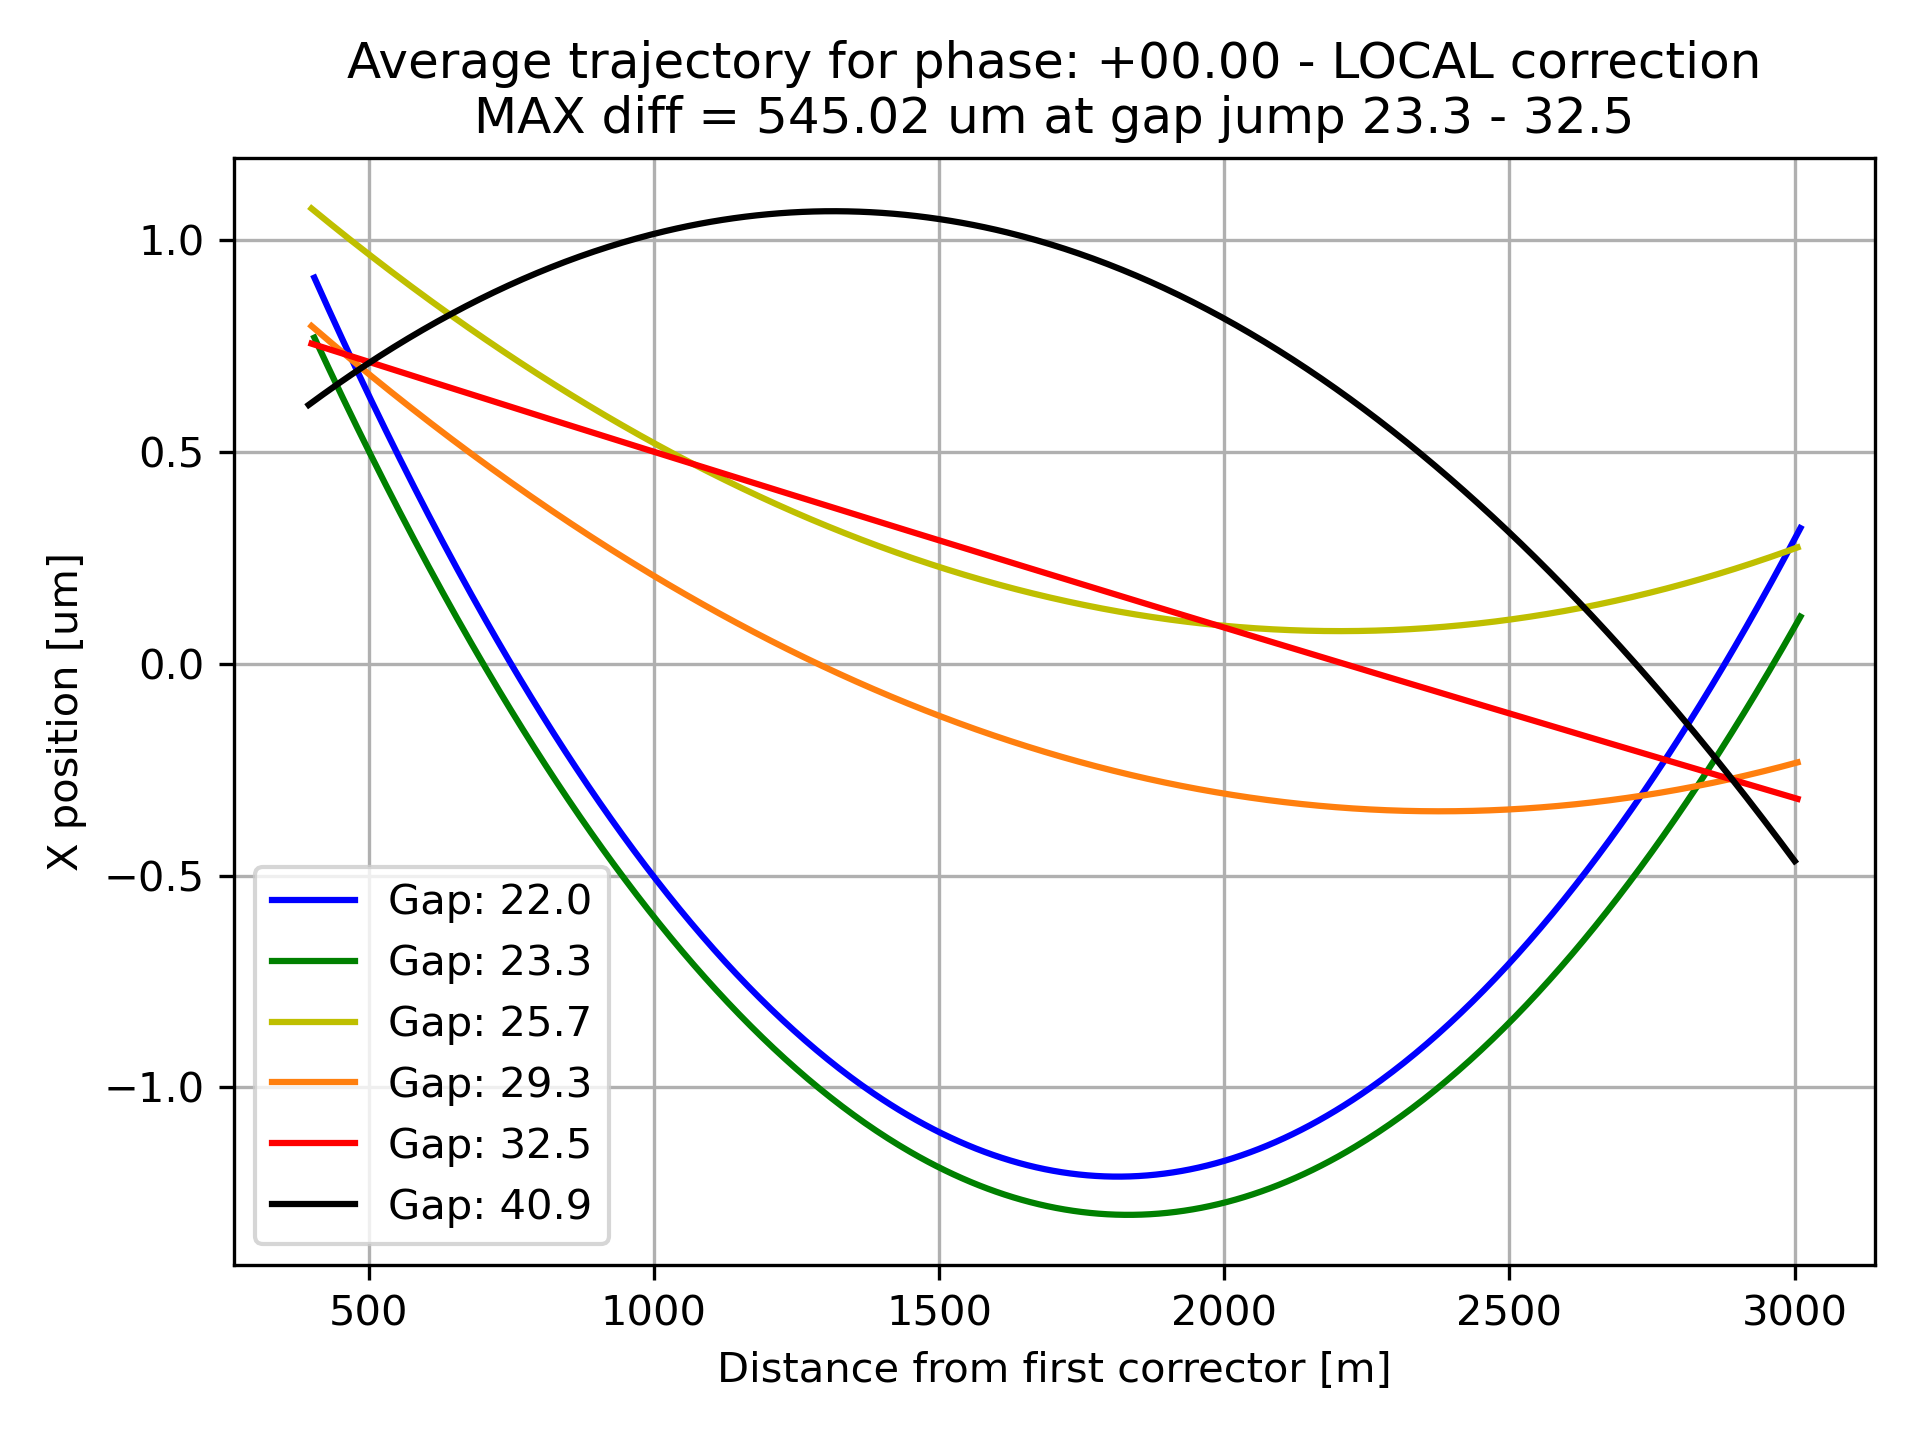 Average trajectory for phase: +00.00 - LOCAL correction
MAX diff = 545.02 um at gap jump 23.3 - 32.5
X position [um]
1.0
0.5
0.0
−0.5
−1.0
Gap: 22.0
Gap: 23.3
Gap: 25.7
Gap: 29.3
Gap: 32.5
Gap: 40.9
500 1000 1500 2000 2500 3000
Distance from first corrector [m]